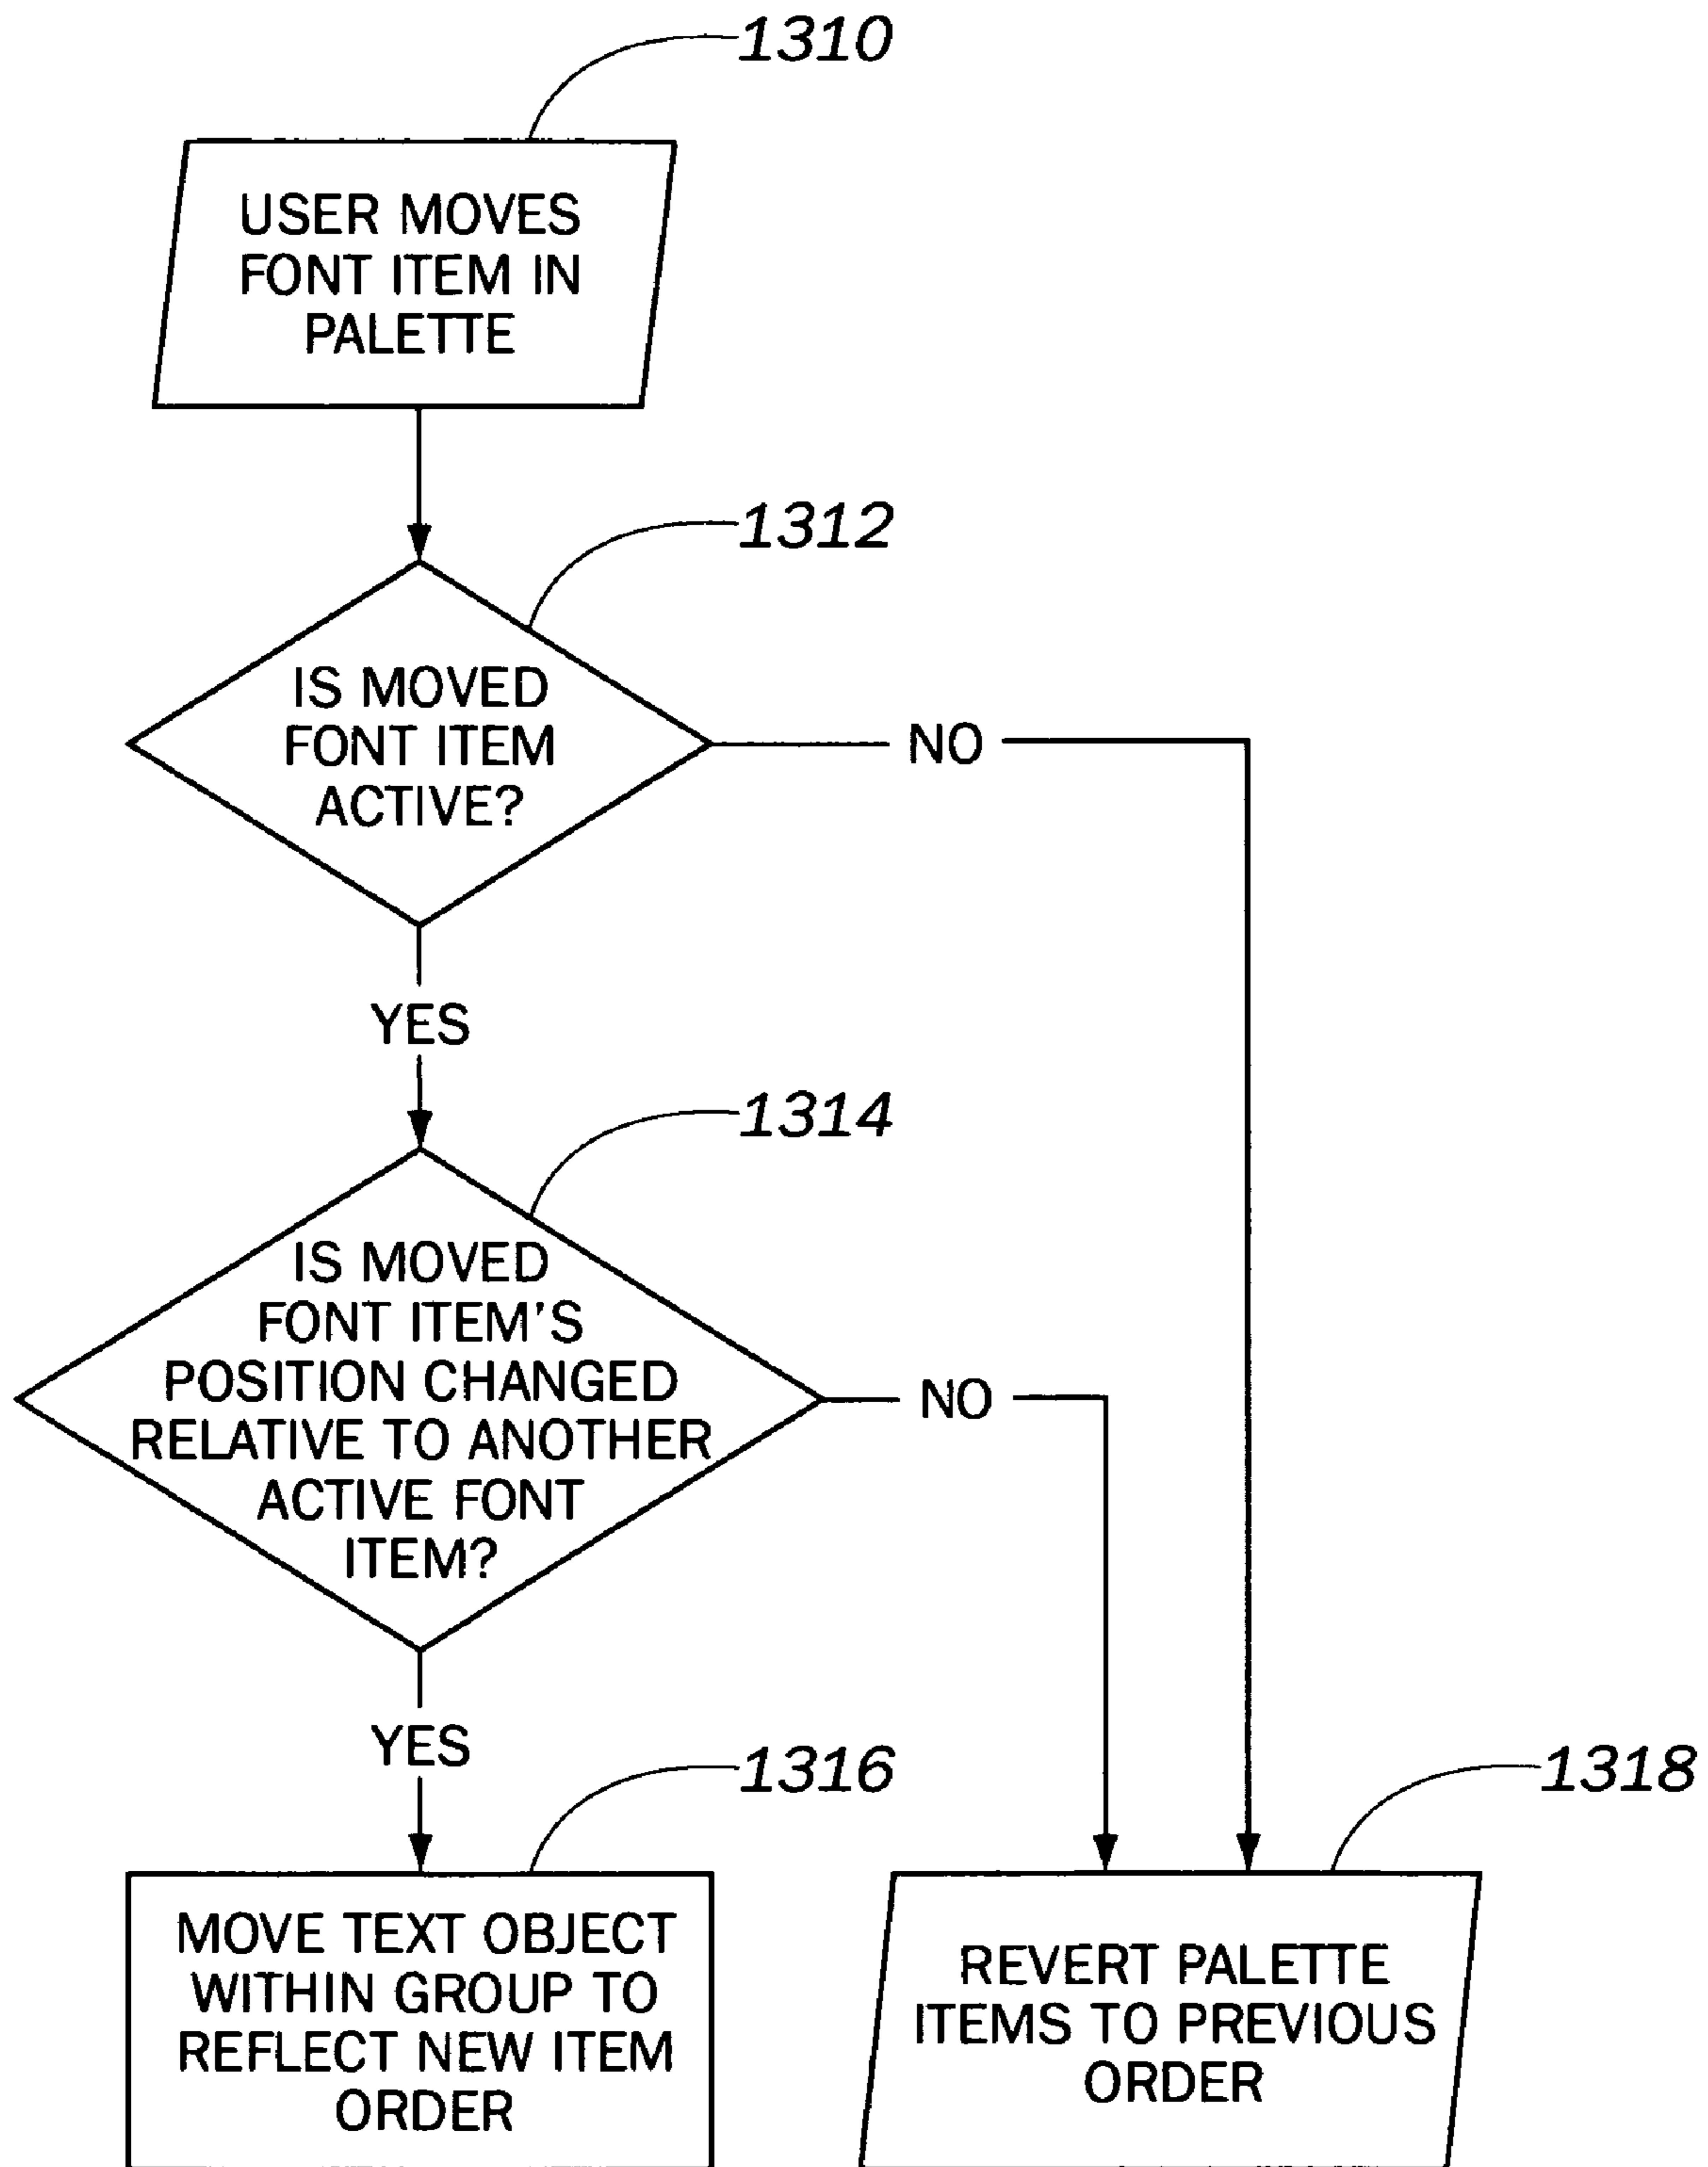 1310
USER MOVES
FONT ITEM IN
PALETTE
1312
IS MOVED
FONT ITEM
ACTIVE?
NO
YES
1314
IS MOVED
FONT ITEM'S
POSITION CHANGED
RELATIVE TO ANOTHER
ACTIVE FONT
ITEM?
NO
YES
1316
MOVE TEXT OBJECT
WITHIN GROUP TO
REFLECT NEW ITEM
ORDER
1318
REVERT PALETTE
ITEMS TO PREVIOUS
ORDER